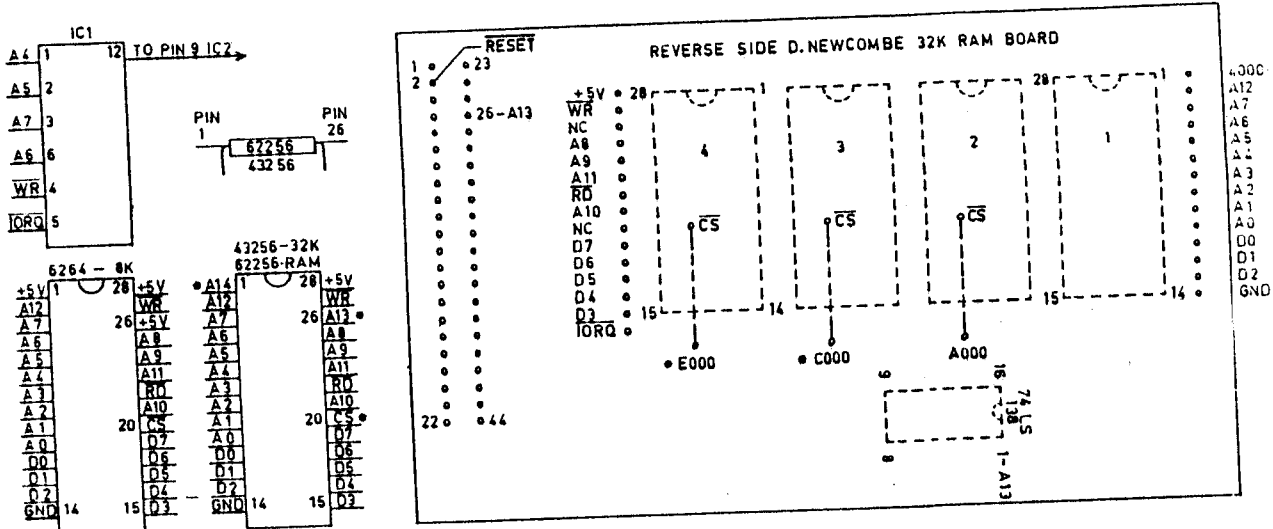 IC1
A4 1 12 TO PIN 9 IC2
A5 2
A7 3
A6 6
WR 4
IORQ 5
PIN 1
PIN 26
62256
43256
6264 - 8K
+5V 1 28 +5V
A12 WR
A7 26 +5V
A6 A8
A5 A9
A4 A11
A3 RD
A2 A10
A1 20 CS
A0 D7
D0 D6
D1 D5
D2 D4
GND 14 15 D3
43256-32K
62256-RAM
A14 1 28 +5V
A12 WR
A7 26 A13
A6 A8
A5 A9
A4 A11
A3 RD
A2 A10
A1 20 CS
A0 D7
D0 D6
D1 D5
D2 D4
GND 14 15 D3
REVERSE SIDE D. NEWCOMBE 32K RAM BOARD
RESET
1 23
2
26-A13
22 44
+5V 28 1 28 1
WR
NC
A8
A9
A11
RD
A10
NC
D7
D6
D5
D4
D3 15 14 15 14
IORQ
4 3 2 1
CS CS CS
E000 C000 A000
A12
A7
A6
A5
A4
A3
A2
A1
A0
D0
D1
D2
GND
9 16
74 LS
138
8 1-A13